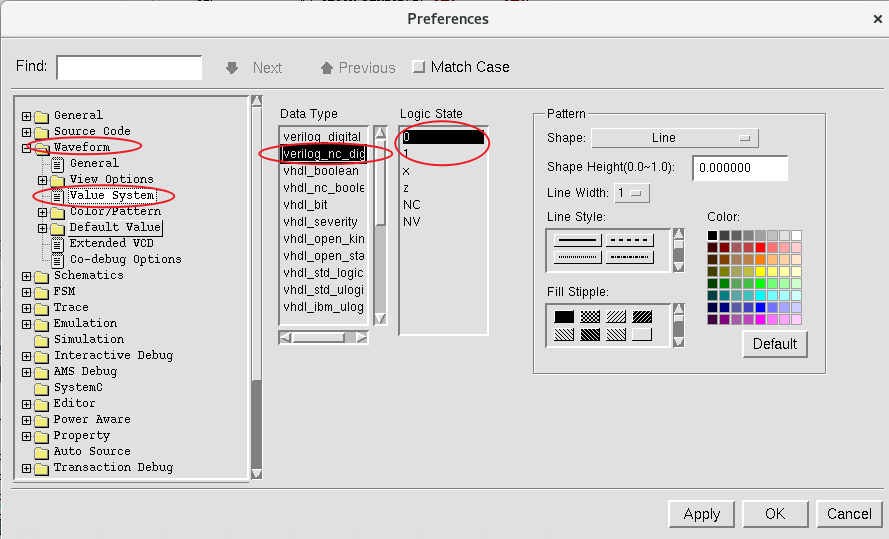 Preferences
Find:
Next
Previous
Match Case
General
Source Code
Waveform
General
View Options
Value System
Color/Pattern
Default Value
Extended VCD
Co-debug Options
Schematics
FSM
Trace
Emulation
Simulation
Interactive Debug
AMS Debug
SystemC
Editor
Power Aware
Property
Auto Source
Transaction Debug
Data Type
verilog_digital
verilog_nc_dig
vhdl_boolean
vhdl_nc_boole
vhdl_bit
vhdl_severity
vhdl_open_kin
vhdl_open_sta
vhdl_std_logic
vhdl_std_ulogi
vhdl_ibm_ulog
Logic State
0
1
x
z
NC
NV
Pattern
Shape: Line
Shape Height(0.0~1.0): 0.000000
Line Width: 1
Line Style:
Fill Stipple:
Color:
Default
Apply
OK
Cancel